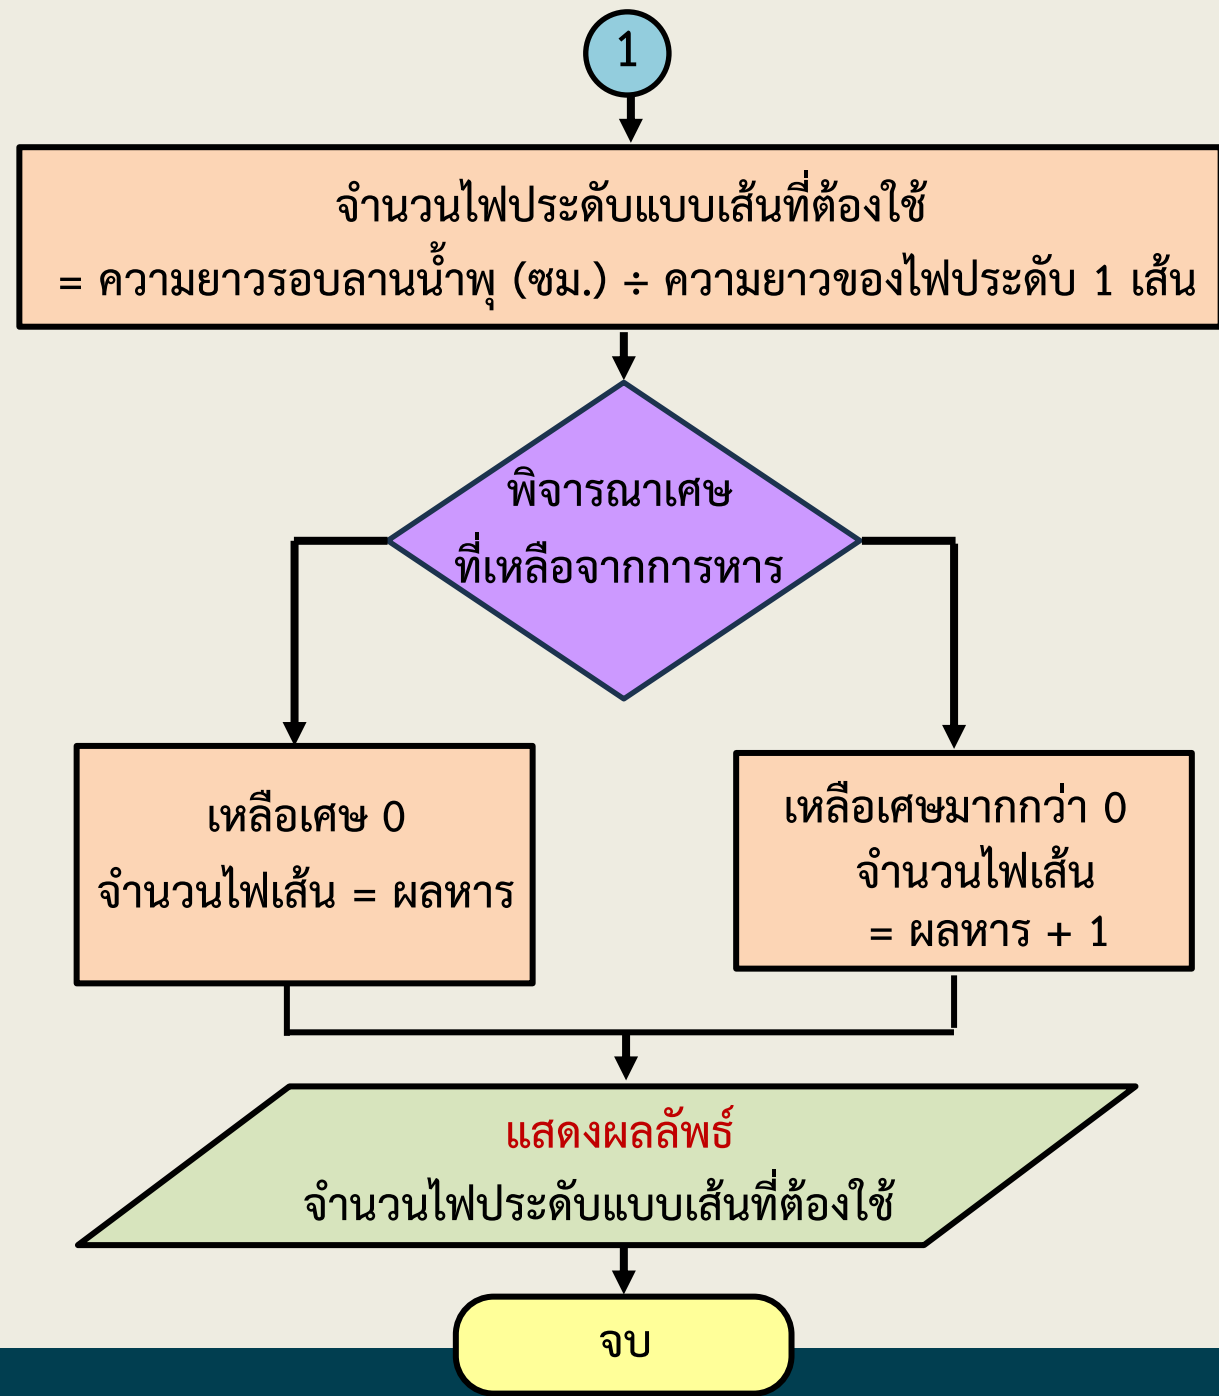 1
จำนวนไฟประดับแบบเส้นที่ต้องใช้
= ความยาวรอบลานน้ำพุ (ซม.) ÷ ความยาวของไฟประดับ 1 เส้น
พิจารณาเศษ
ที่เหลือจากการหาร
เหลือเศษ 0
จำนวนไฟเส้น = ผลหาร
เหลือเศษมากกว่า 0
จำนวนไฟเส้น
= ผลหาร + 1
แสดงผลลัพธ์
จำนวนไฟประดับแบบเส้นที่ต้องใช้
จบ